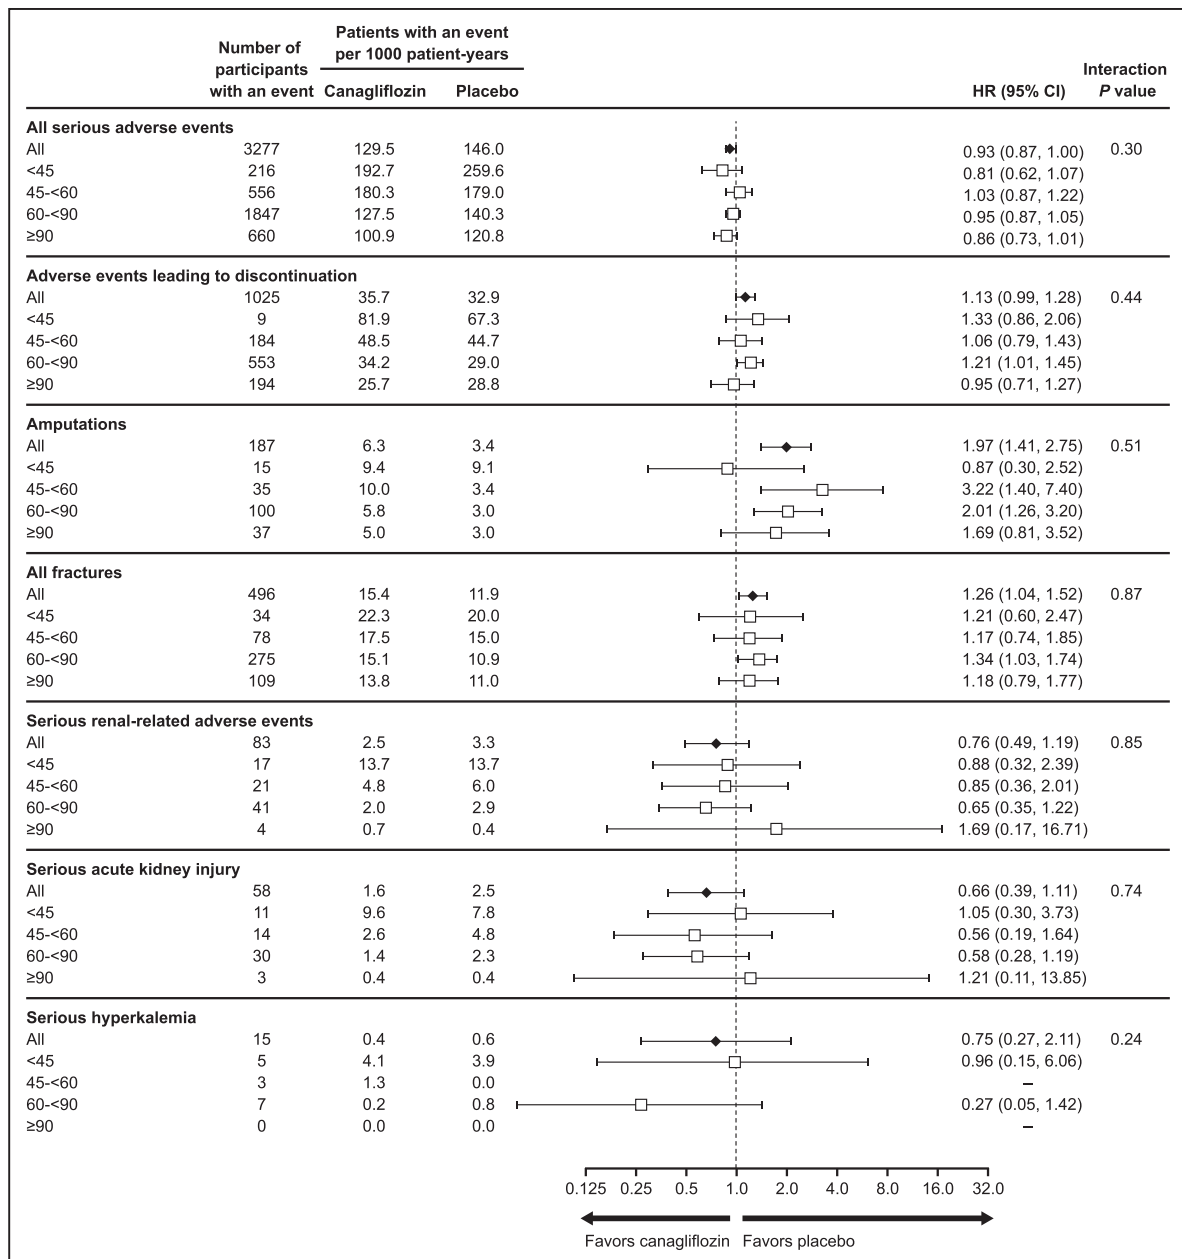 Number of participants with an event
Patients with an event per 1000 patient-years
Canagliflozin Placebo HR (95% CI) Interaction P value
All serious adverse events
All 3277 129.5 146.0 0.93 (0.87, 1.00) 0.30
<45 216 192.7 259.6 0.81 (0.62, 1.07)
45-<60 556 180.3 179.0 1.03 (0.87, 1.22)
60-<90 1847 127.5 140.3 0.95 (0.87, 1.05)
≥90 660 100.9 120.8 0.86 (0.73, 1.01)
Adverse events leading to discontinuation
All 1025 35.7 32.9 1.13 (0.99, 1.28) 0.44
<45 9 81.9 67.3 1.33 (0.86, 2.06)
45-<60 184 48.5 44.7 1.06 (0.79, 1.43)
60-<90 553 34.2 29.0 1.21 (1.01, 1.45)
≥90 194 25.7 28.8 0.95 (0.71, 1.27)
Amputations
All 187 6.3 3.4 1.97 (1.41, 2.75) 0.51
<45 15 9.4 9.1 0.87 (0.30, 2.52)
45-<60 35 10.0 3.4 3.22 (1.40, 7.40)
60-<90 100 5.8 3.0 2.01 (1.26, 3.20)
≥90 37 5.0 3.0 1.69 (0.81, 3.52)
All fractures
All 496 15.4 11.9 1.26 (1.04, 1.52) 0.87
<45 34 22.3 20.0 1.21 (0.60, 2.47)
45-<60 78 17.5 15.0 1.17 (0.74, 1.85)
60-<90 275 15.1 10.9 1.34 (1.03, 1.74)
≥90 109 13.8 11.0 1.18 (0.79, 1.77)
Serious renal-related adverse events
All 83 2.5 3.3 0.76 (0.49, 1.19) 0.85
<45 17 13.7 13.7 0.88 (0.32, 2.39)
45-<60 21 4.8 6.0 0.85 (0.36, 2.01)
60-<90 41 2.0 2.9 0.65 (0.35, 1.22)
≥90 4 0.7 0.4 1.69 (0.17, 16.71)
Serious acute kidney injury
All 58 1.6 2.5 0.66 (0.39, 1.11) 0.74
<45 11 9.6 7.8 1.05 (0.30, 3.73)
45-<60 14 2.6 4.8 0.56 (0.19, 1.64)
60-<90 30 1.4 2.3 0.58 (0.28, 1.19)
≥90 3 0.4 0.4 1.21 (0.11, 13.85)
Serious hyperkalemia
All 15 0.4 0.6 0.75 (0.27, 2.11) 0.24
<45 5 4.1 3.9 0.96 (0.15, 6.06)
45-<60 3 1.3 0.0 –
60-<90 7 0.2 0.8 0.27 (0.05, 1.42)
≥90 0 0.0 0.0 –
0.125 0.25 0.5 1.0 2.0 4.0 8.0 16.0 32.0
Favors canagliflozin Favors placebo